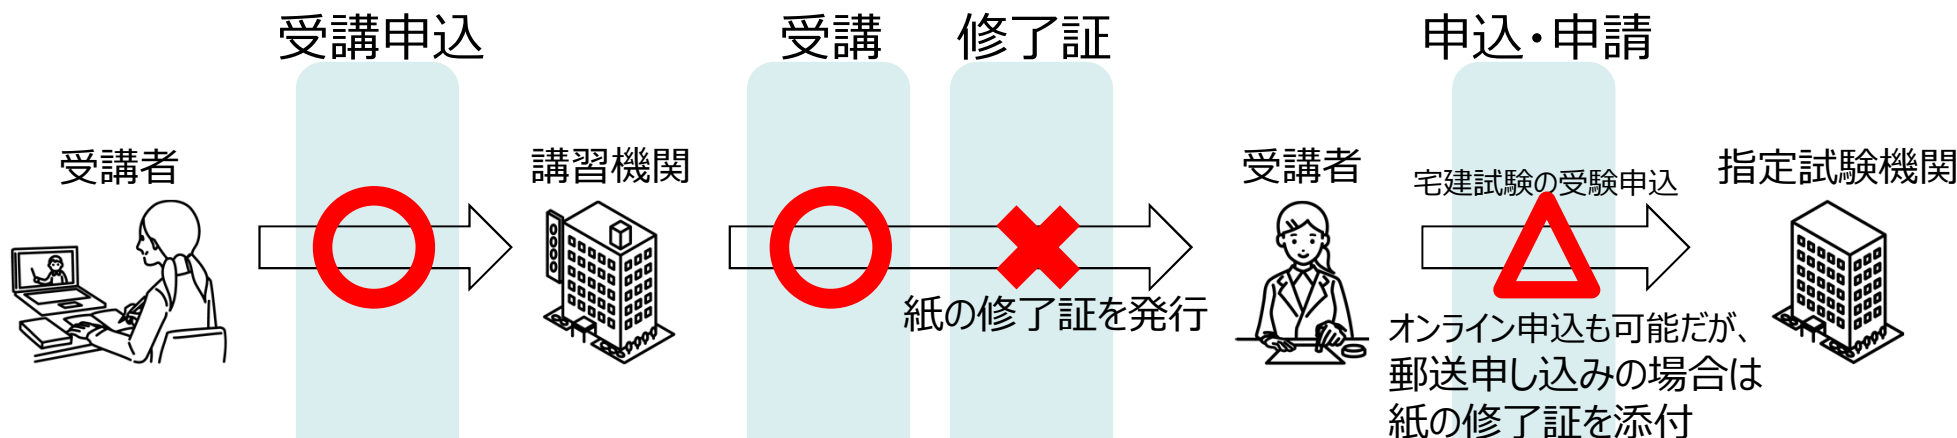 受講申込
受講
修了証
申込・申請
受講者
講習機関
受講者
宅建試験の受験申込
指定試験機関
紙の修了証を発行
オンライン申込も可能だが、
郵送申し込みの場合は
紙の修了証を添付